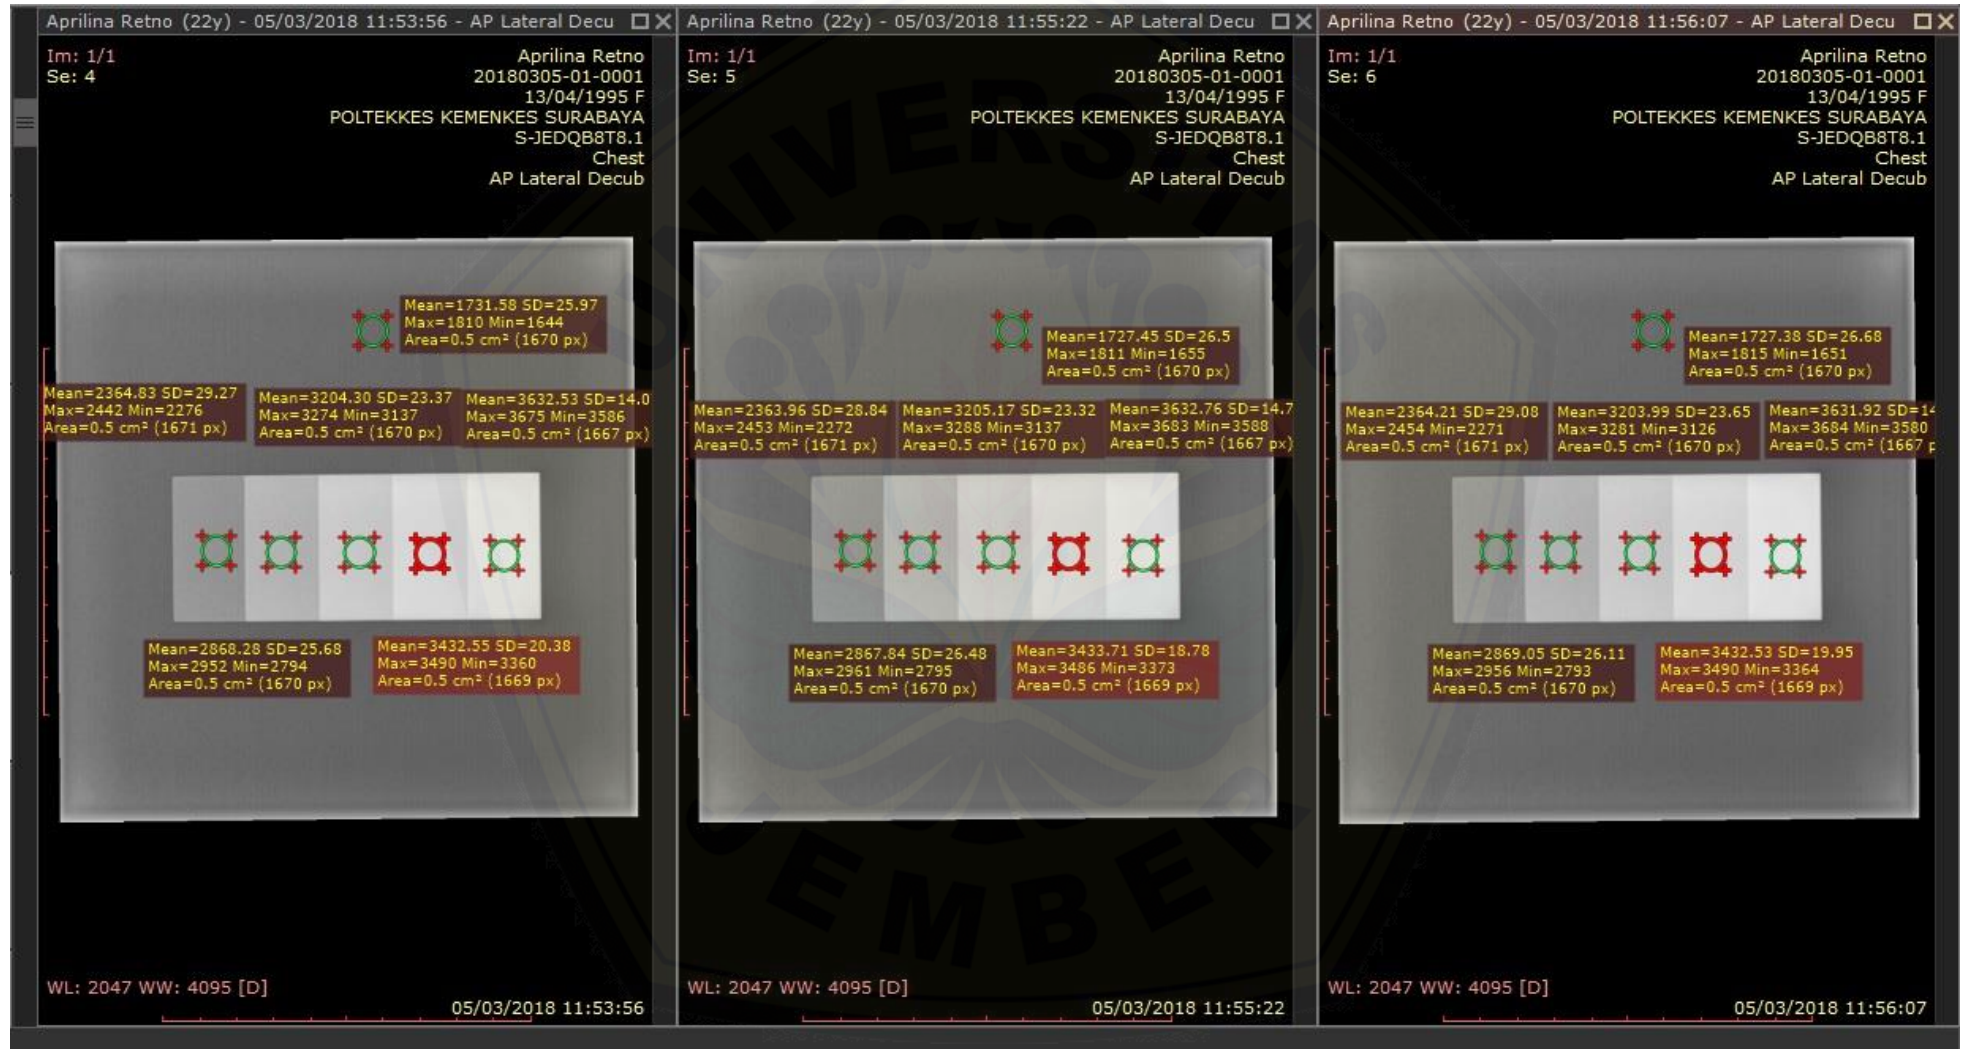 Aprilina Retno (22y) - 05/03/2018 11:53:56 - AP Lateral Decu
Im: 1/1
Se: 4
Aprilina Retno
20180305-01-0001
13/04/1995 F
POLTEKKES KEMENKES SURABAYA
S-JEDQB8T8.1
Chest
AP Lateral Decub
Mean=1731.58 SD=25.97
Max=1810 Min=1644
Area=0.5 cm² (1670 px)
Mean=2364.83 SD=29.27
Max=2442 Min=2276
Area=0.5 cm² (1671 px)
Mean=3204.30 SD=23.37
Max=3274 Min=3137
Area=0.5 cm² (1670 px)
Mean=3632.53 SD=14.0
Max=3675 Min=3586
Area=0.5 cm² (1667 px)
Mean=2868.28 SD=25.68
Max=2952 Min=2794
Area=0.5 cm² (1670 px)
Mean=3432.55 SD=20.38
Max=3490 Min=3360
Area=0.5 cm² (1669 px)
WL: 2047 WW: 4095 [D]
05/03/2018 11:53:56
Aprilina Retno (22y) - 05/03/2018 11:55:22 - AP Lateral Decu
Im: 1/1
Se: 5
Aprilina Retno
20180305-01-0001
13/04/1995 F
POLTEKKES KEMENKES SURABAYA
S-JEDQB8T8.1
Chest
AP Lateral Decub
Mean=1727.45 SD=26.5
Max=1811 Min=1655
Area=0.5 cm² (1670 px)
Mean=2363.96 SD=28.84
Max=2453 Min=2272
Area=0.5 cm² (1671 px)
Mean=3205.17 SD=23.32
Max=3288 Min=3137
Area=0.5 cm² (1670 px)
Mean=3632.76 SD=14.7
Max=3683 Min=3588
Area=0.5 cm² (1667 px)
Mean=2867.84 SD=26.48
Max=2961 Min=2795
Area=0.5 cm² (1670 px)
Mean=3433.71 SD=18.78
Max=3486 Min=3373
Area=0.5 cm² (1669 px)
WL: 2047 WW: 4095 [D]
05/03/2018 11:55:22
Aprilina Retno (22y) - 05/03/2018 11:56:07 - AP Lateral Decu
Im: 1/1
Se: 6
Aprilina Retno
20180305-01-0001
13/04/1995 F
POLTEKKES KEMENKES SURABAYA
S-JEDQB8T8.1
Chest
AP Lateral Decub
Mean=1727.38 SD=26.68
Max=1815 Min=1651
Area=0.5 cm² (1670 px)
Mean=2364.21 SD=29.08
Max=2454 Min=2271
Area=0.5 cm² (1671 px)
Mean=3203.99 SD=23.65
Max=3281 Min=3126
Area=0.5 cm² (1670 px)
Mean=3631.92 SD=14
Max=3684 Min=3580
Area=0.5 cm² (1667 p
Mean=2869.05 SD=26.11
Max=2956 Min=2793
Area=0.5 cm² (1670 px)
Mean=3432.53 SD=19.95
Max=3490 Min=3364
Area=0.5 cm² (1669 px)
WL: 2047 WW: 4095 [D]
05/03/2018 11:56:07
UNIVERSITAS
JEMBER